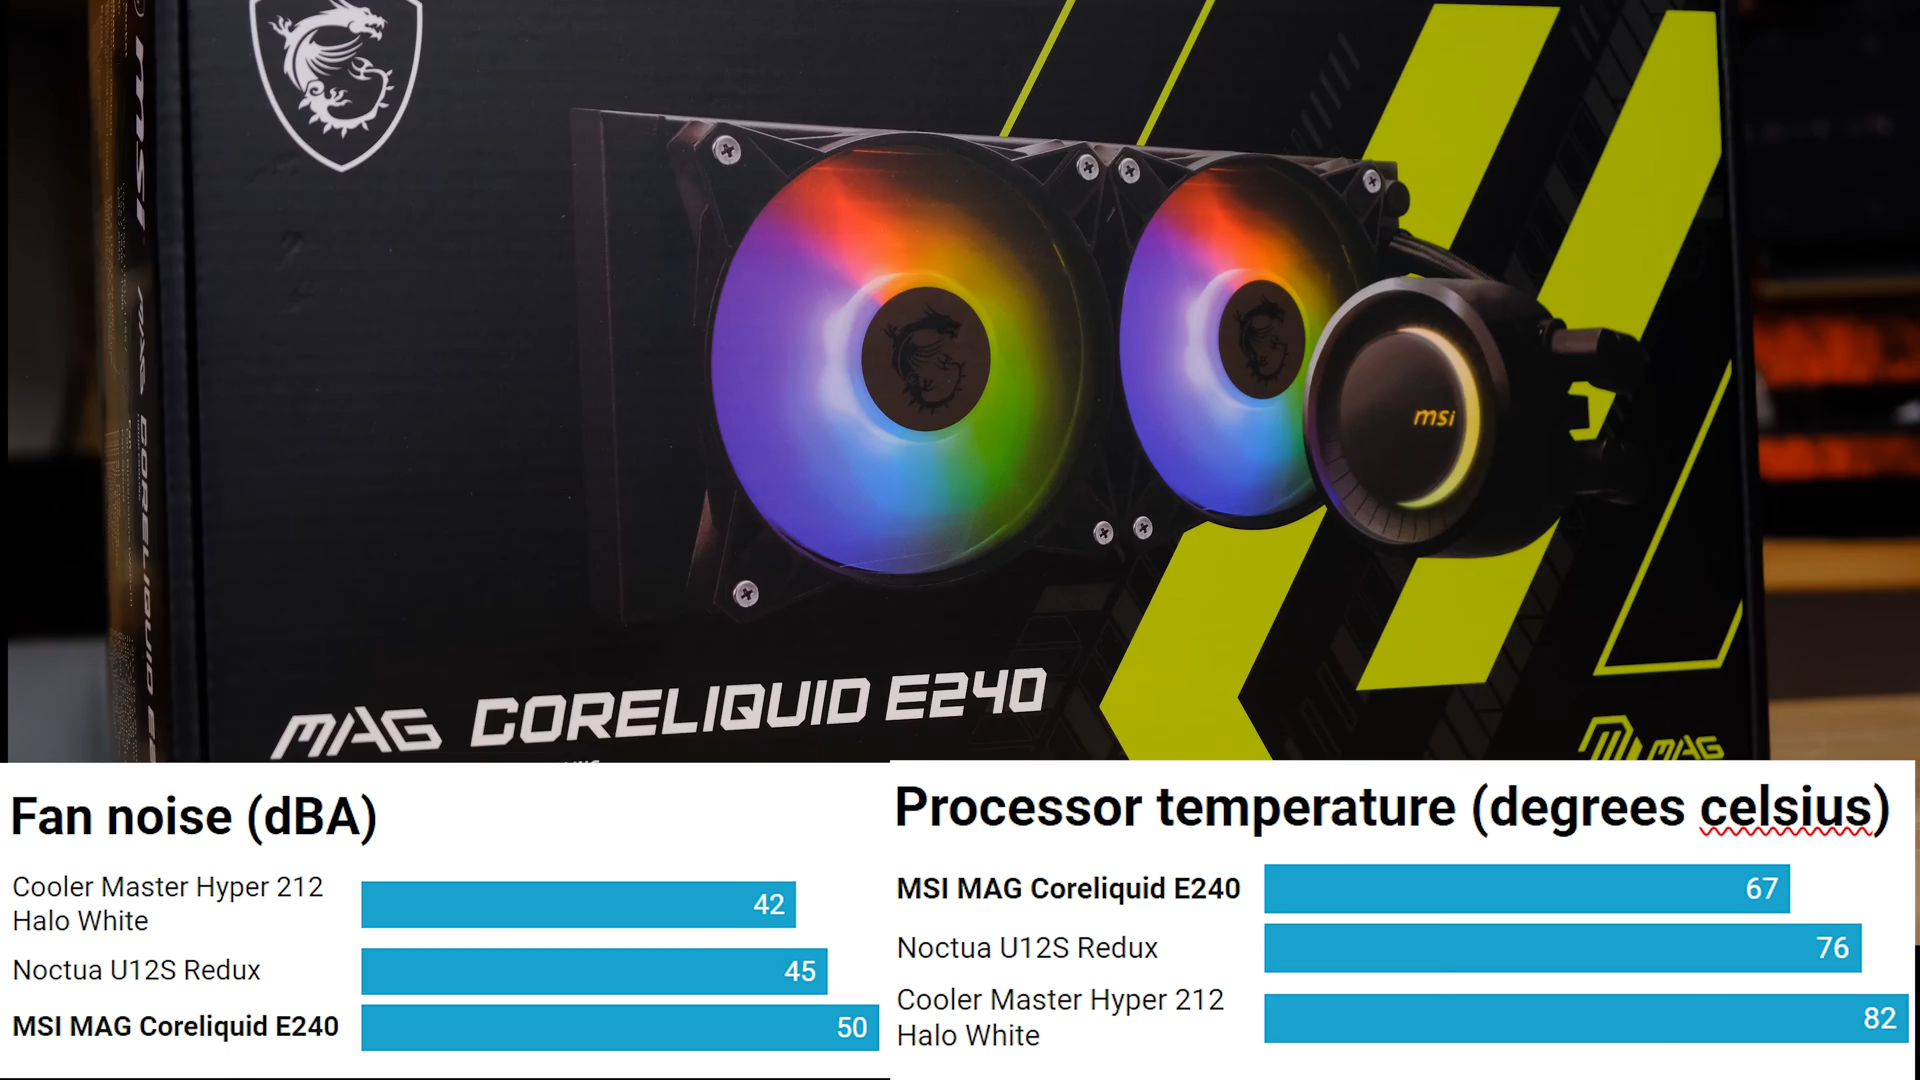 msi
msi
MAG CORELIQUID E240
MAG
Fan noise (dBA)
Cooler Master Hyper 212
Halo White
42
Noctua U12S Redux
45
MSI MAG Coreliquid E240
50
Processor temperature (degrees celsius)
MSI MAG Coreliquid E240
67
Noctua U12S Redux
76
Cooler Master Hyper 212
Halo White
82